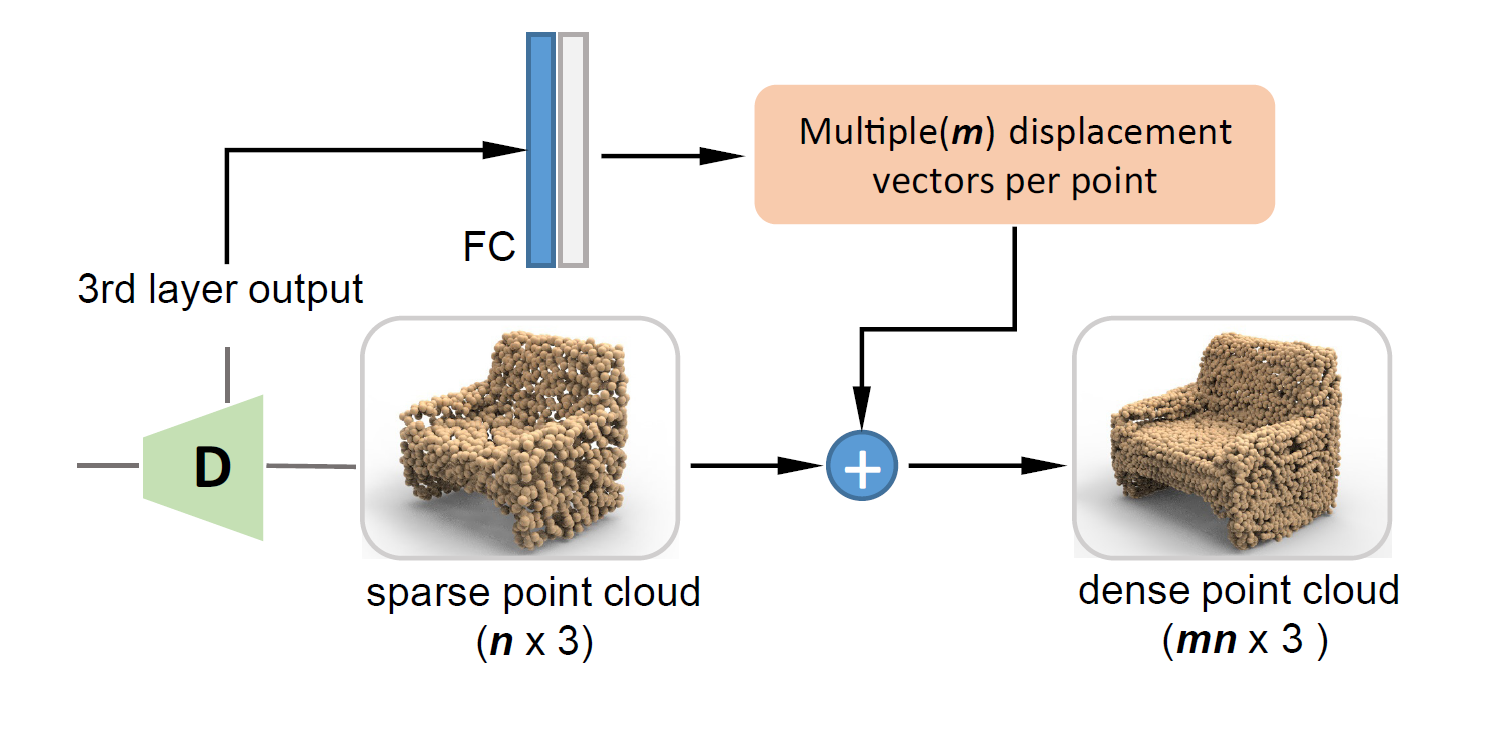 Multiple(m) displacement
vectors per point
FC
3rd layer output
D
+
sparse point cloud
(n x 3)
dense point cloud
(mn x 3 )